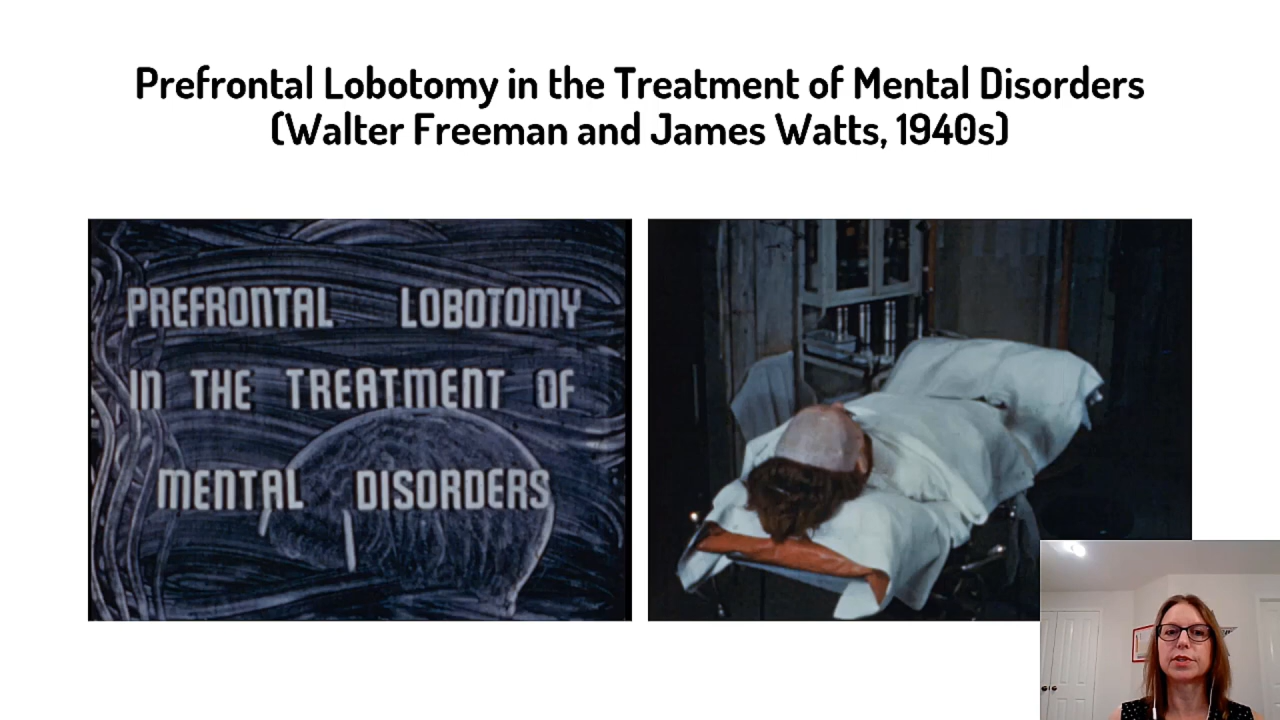 Prefrontal Lobotomy in the Treatment of Mental Disorders
(Walter Freeman and James Watts, 1940s)
PREFRONTAL LOBOTOMY
IN THE TREATMENT OF
MENTAL DISORDERS